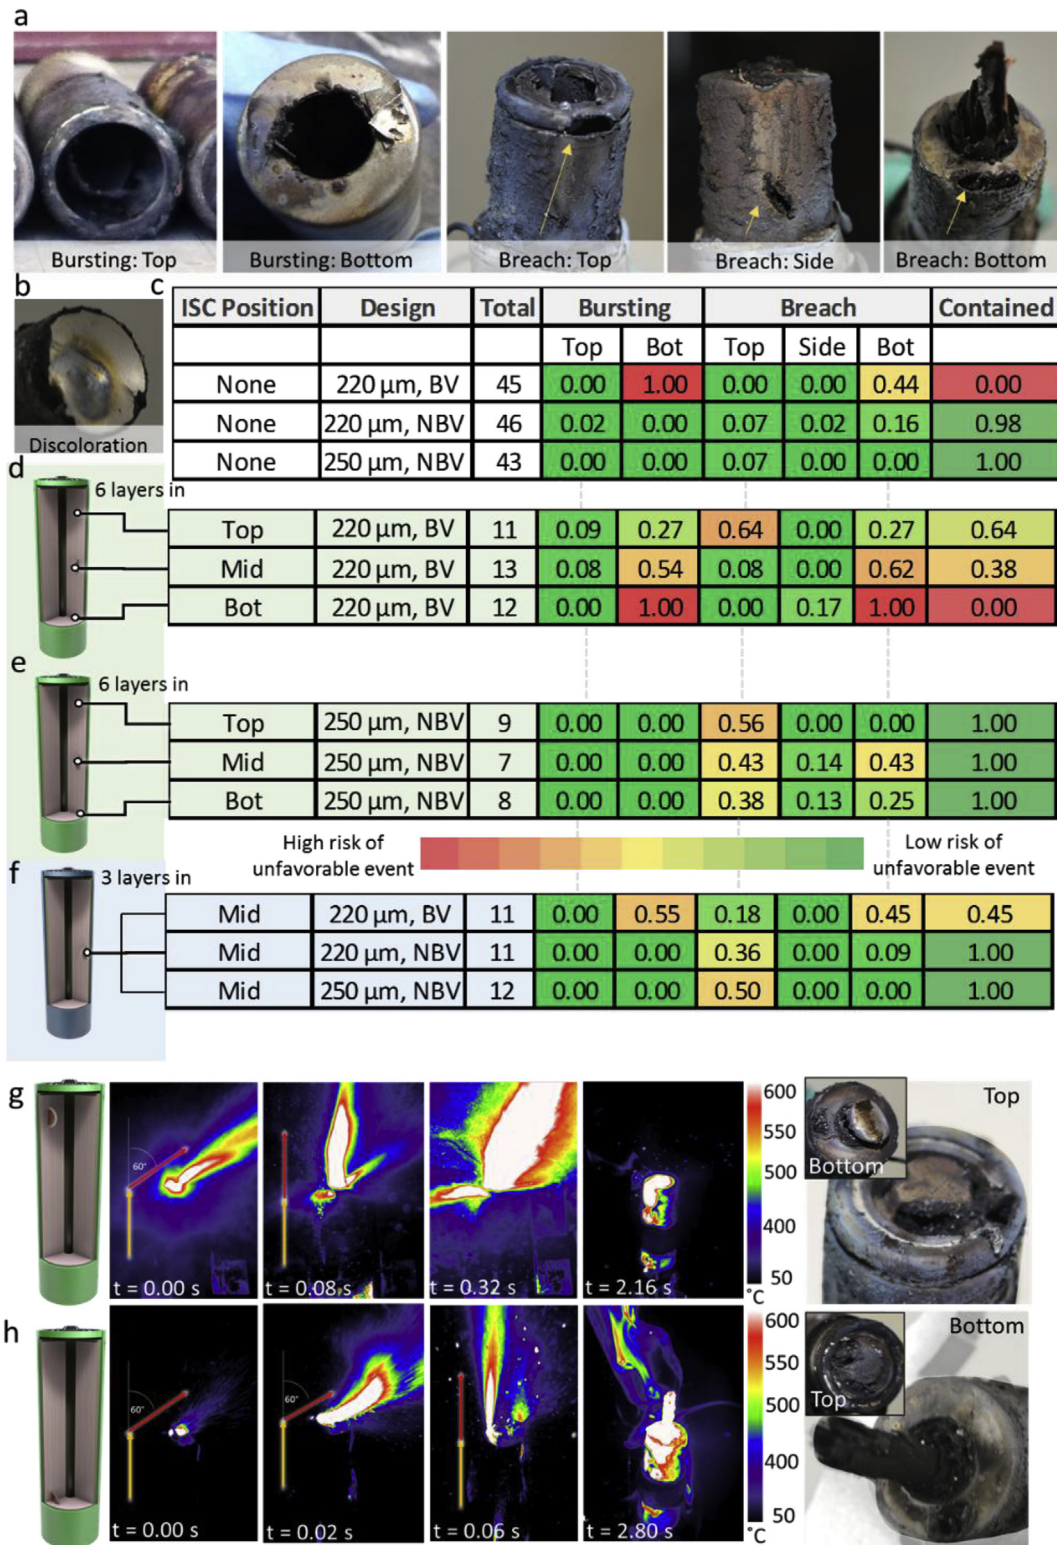 a
Bursting: Top
Bursting: Bottom
Breach: Top
Breach: Side
Breach: Bottom
b
Discoloration
c
ISC Position Design Total Bursting Breach Contained
Top Bot Top Side Bot
None 220 µm, BV 45 0.00 1.00 0.00 0.00 0.44 0.00
None 220 µm, NBV 46 0.02 0.00 0.07 0.02 0.16 0.98
None 250 µm, NBV 43 0.00 0.00 0.07 0.00 0.00 1.00
d
6 layers in
Top 220 µm, BV 11 0.09 0.27 0.64 0.00 0.27 0.64
Mid 220 µm, BV 13 0.08 0.54 0.08 0.00 0.62 0.38
Bot 220 µm, BV 12 0.00 1.00 0.00 0.17 1.00 0.00
e
6 layers in
Top 250 µm, NBV 9 0.00 0.00 0.56 0.00 0.00 1.00
Mid 250 µm, NBV 7 0.00 0.00 0.43 0.14 0.43 1.00
Bot 250 µm, NBV 8 0.00 0.00 0.38 0.13 0.25 1.00
High risk of
unfavorable event
Low risk of
unfavorable event
f
3 layers in
Mid 220 µm, BV 11 0.00 0.55 0.18 0.00 0.45 0.45
Mid 220 µm, NBV 11 0.00 0.00 0.36 0.00 0.09 1.00
Mid 250 µm, NBV 12 0.00 0.00 0.50 0.00 0.00 1.00
g
60°
t = 0.00 s
t = 0.08 s
t = 0.32 s
t = 2.16 s
600
550
500
400
50
°C
Bottom
Top
h
60°
t = 0.00 s
60°
t = 0.02 s
t = 0.06 s
t = 2.80 s
600
550
500
400
50
°C
Top
Bottom